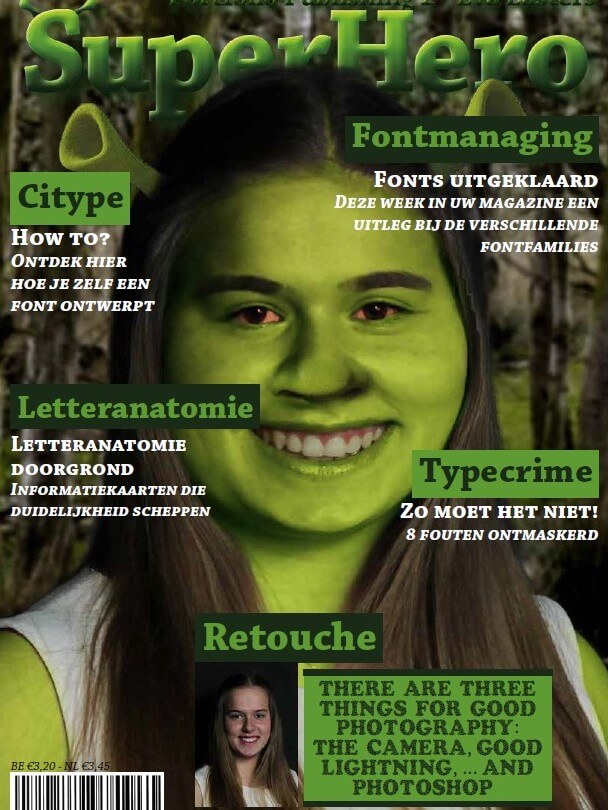 SuperHero
Fontmanaging
Fonts uitgeklaard
Deze week in uw magazine een
uitleg bij de verschillende
fontfamilies
Citype
How to?
Ontdek hier
hoe je zelf een
font ontwerpt
Letteranatomie
Letteranatomie
doorgrond
Informatiekaarten die
duidelijkheid scheppen
Typecrime
Zo moet het niet!
8 fouten ontmaskerd
Retouche
THERE ARE THREE
THINGS FOR GOOD
PHOTOGRAPHY:
THE CAMERA, GOOD
LIGHTNING, ... AND
PHOTOSHOP
BE €3,20 - NL €3,45